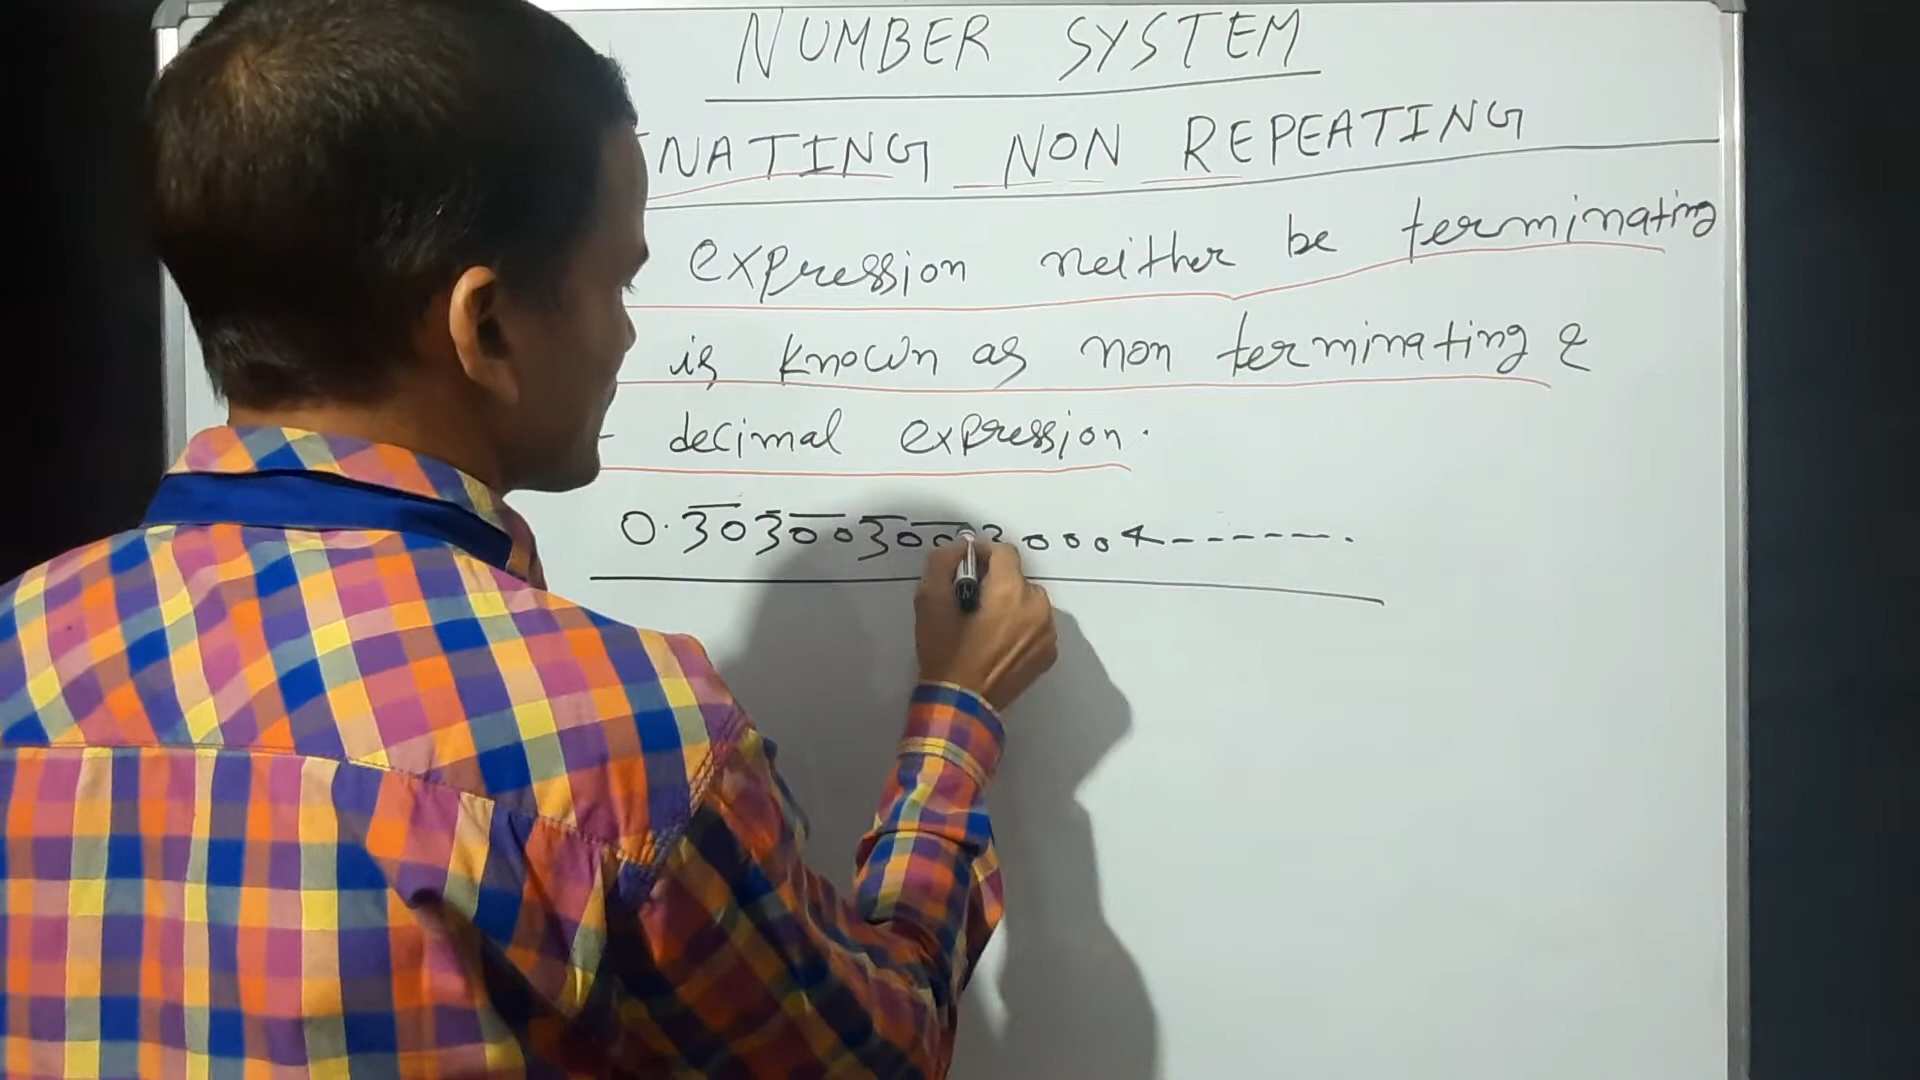 NUMBER SYSTEM
NATING NON REPEATING
expression neither be terminating
is known as non terminating &
decimal expression.
0.30300300